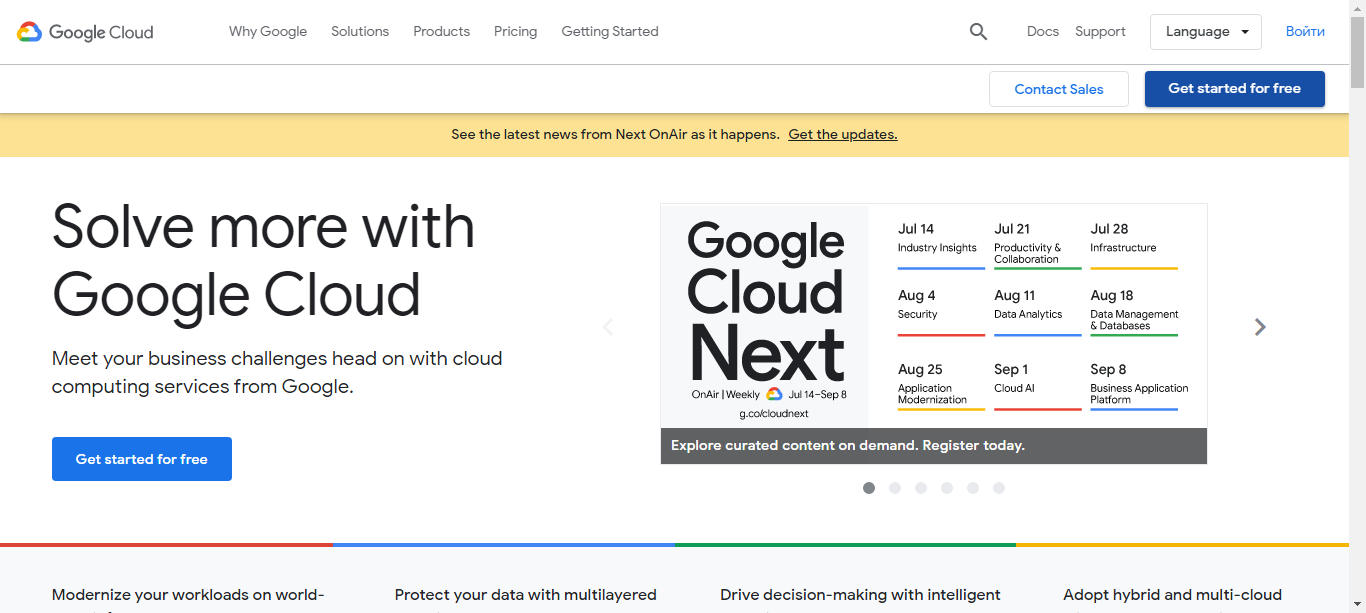 Google Cloud
Why Google
Solutions
Products
Pricing
Getting Started
Docs
Support
Language
Войти
Contact Sales
Get started for free
See the latest news from Next OnAir as it happens. Get the updates.
Solve more with
Google Cloud
Meet your business challenges head on with cloud
computing services from Google.
Get started for free
Google
Cloud
Next
OnAir | Weekly Jul 14–Sep 8
g.co/cloudnext
Jul 14
Industry Insights
Jul 21
Productivity &
Collaboration
Jul 28
Infrastructure
Aug 4
Security
Aug 11
Data Analytics
Aug 18
Data Management
& Databases
Aug 25
Application
Modernization
Sep 1
Cloud AI
Sep 8
Business Application
Platform
Explore curated content on demand. Register today.
Modernize your workloads on world-
Protect your data with multilayered
Drive decision-making with intelligent
Adopt hybrid and multi-cloud